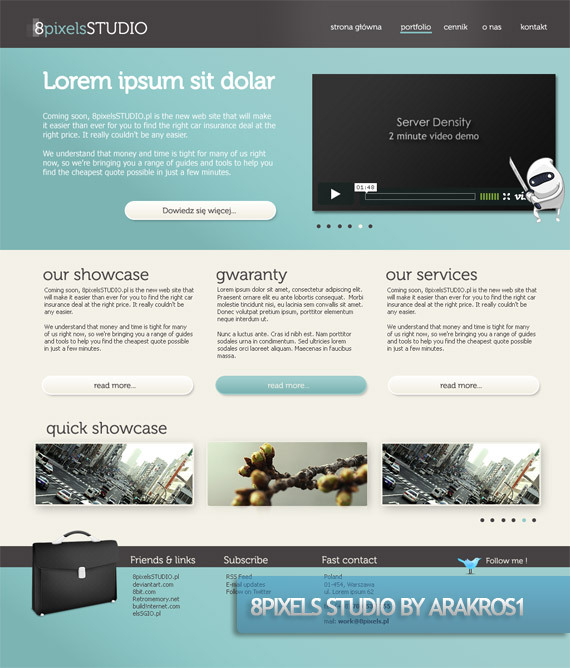 8pixelsSTUDIO
strona główna portfolio cennik o nas kontakt
Lorem ipsum sit dolar
Coming soon, 8pixelsSTUDIO.pl is the new web site that will make
it easier than ever for you to find the right car insurance deal at the
right price. It really couldn't be any easier.
We understand that money and time is tight for many of us right
now, so we're bringing you a range of guides and tools to help you
find the cheapest quote possible in just a few minutes.
Dowiedz się więcej...
Server Density
2 minute video demo
01:48
our showcase
Coming soon, 8pixelsSTUDIO.pl is the new web site that
will make it easier than ever for you to find the right car
insurance deal at the right price. It really couldn't be
any easier.
We understand that money and time is tight for many
of us right now, so we're bringing you a range of guides
and tools to help you find the cheapest quote possible
in just a few minutes.
read more...
gwaranty
Lorem ipsum dolor sit amet, consectetur adipiscing elit.
Praesent ornare elit eu ante lobortis consequat. Morbi
molestie tincidunt nisi, eu lacinia sem convallis sit amet.
Donec volutpat pretium ipsum, porttitor elementum
neque interdum ut.
Nunc a luctus ante. Cras id nibh est. Nam porttitor
sodales urna in condimentum. Sed ultricies lorem
sodales orci laoreet aliquam. Maecenas in faucibus
massa.
read more...
our services
Coming soon, 8pixelsSTUDIO.pl is the new web site that
will make it easier than ever for you to find the right car
insurance deal at the right price. It really couldn't be
any easier.
We understand that money and time is tight for many
of us right now, so we're bringing you a range of guides
and tools to help you find the cheapest quote possible
in just a few minutes.
read more...
quick showcase
Friends & links
8pixelsSTUDIO.pl
deviantart.com
8bit.com
Retromemory.net
buildinternet.com
elsSGIO.pl
Subscribe
RSS Feed
E-mail updates
Follow on Twitter
Fast contact
Poland
01-454, Warszawa
ul. Lorem ipsum 62
mail: work@8pixels.pl
Follow me !
8PIXELS STUDIO BY ARAKROS1